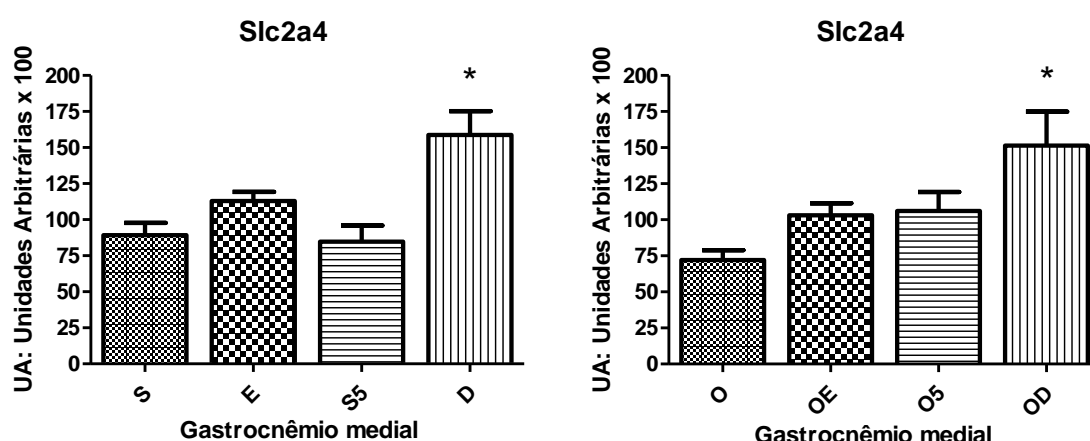 Slc2a4
UA: Unidades Arbitrárias x 100
200
*
175
150
125
100
75
50
25
0
S
E
S5
D
Gastrocnêmio medial
Slc2a4
UA: Unidades Arbitrárias x 100
200
*
175
150
125
100
75
50
25
0
O
OE
O5
OD
Gastrocnêmio medial